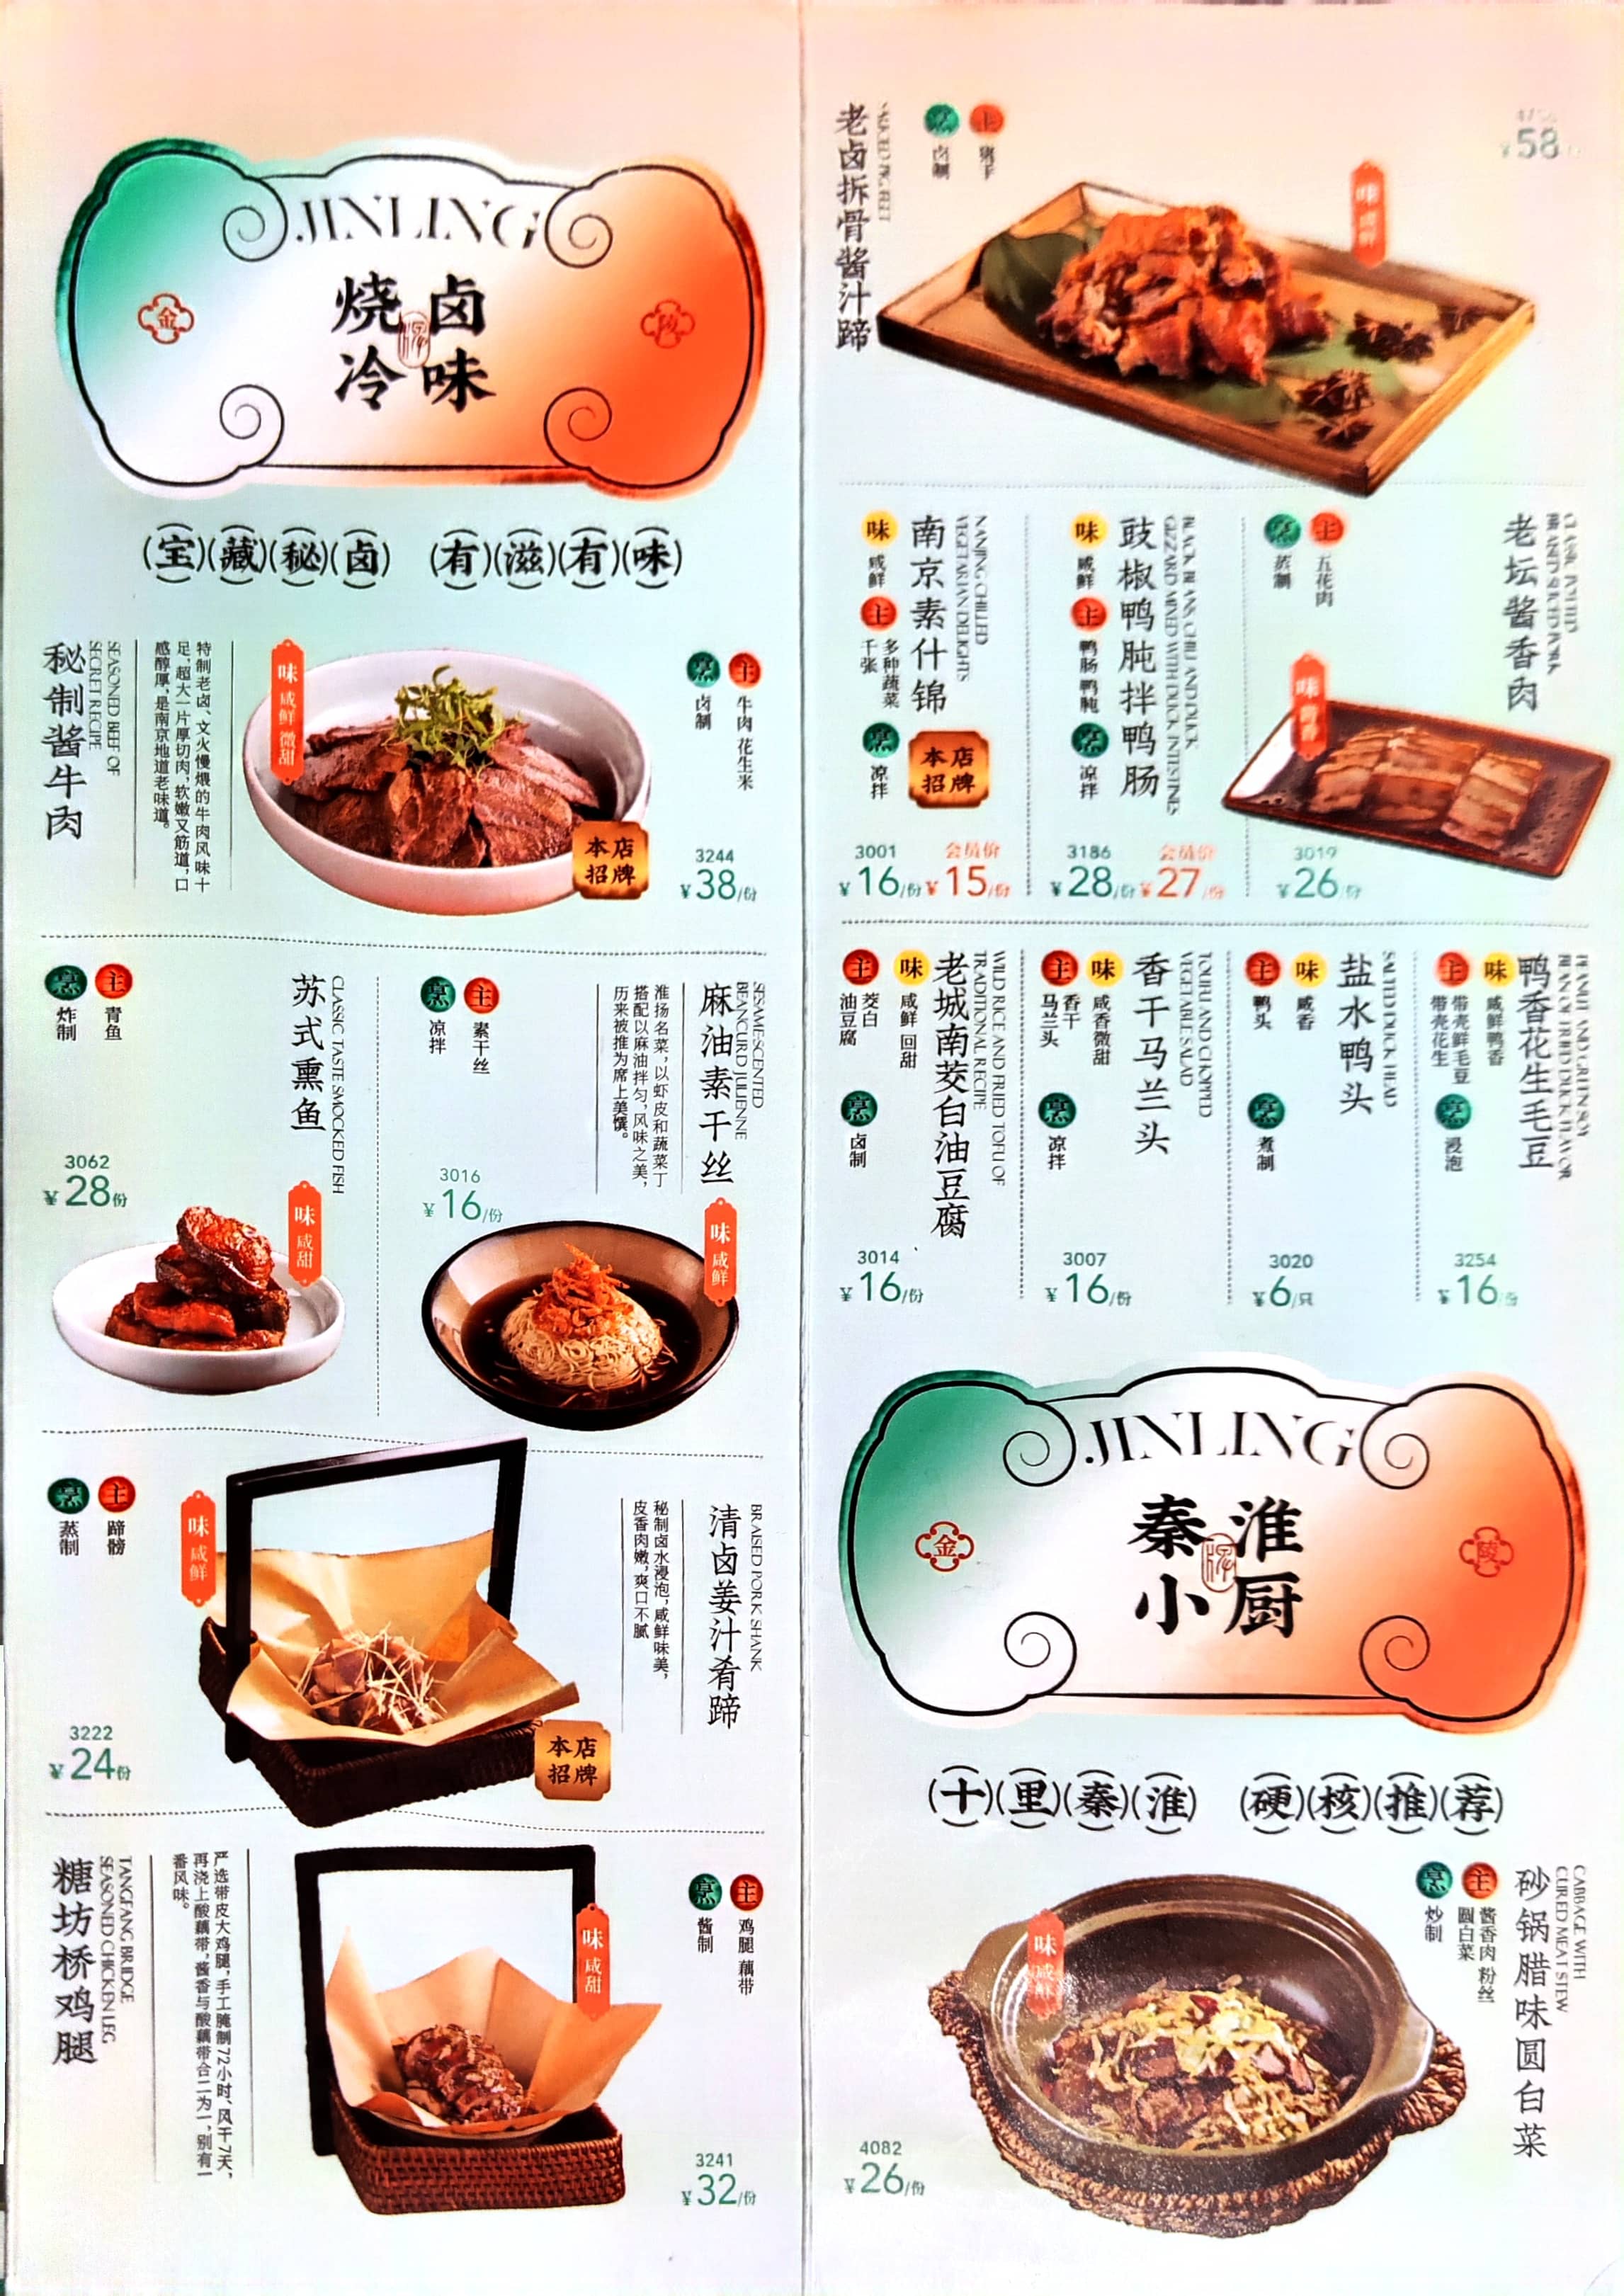 JINLING
烧卤
冷味
金
陵
宝藏秘卤 有滋有味
秘制酱牛肉
SEASONED BEEF OF
SECRET RECIPE
特制老卤、文火慢煨的牛肉风味十
足,超大一片厚切肉,软嫩又筋道,口
感醇厚,是南京地道老味道。
味 咸鲜 微甜
烹 卤制
主 牛肉 花生米
本店
招牌
3244
¥38/份
烹 炸制
主 青鱼
苏式熏鱼
CLASSIC TASTE SMOCKED FISH
3062
¥28份
味 咸甜
烹 凉拌
主 素干丝
麻油素干丝
SESAME SCENTED
BEANCURD JULIENNE
淮扬名菜,以虾皮和蔬菜丁
搭配以麻油拌匀,风味之美,
历来被推为席上美馔。
3016
¥16/份
味 咸鲜
烹 蒸制
主 蹄髈
味 咸鲜
清卤姜汁肴蹄
BRAISED PORK SHANK
秘制卤水浸泡,咸鲜味美,
皮香肉嫩,爽口不腻
3222
¥24份
本店
招牌
糖坊桥鸡腿
TANGFANG BRIDGE
SEASONED CHICKEN LEG
严选带皮大鸡腿,手工腌制72小时、风干7天,
再浇上酸藕带,酱香与酸藕带合二为一,别有一
番风味。
味 咸甜
烹 酱制
主 鸡腿 藕带
3241
¥32/份
老卤拆骨酱汁蹄
烹 卤制
主 猪手
¥58
味 咸鲜
南京素什锦
NANJING CHILLED
VEGETARIAN DELIGHTS
味 咸鲜
主 多种蔬菜
千张
烹 凉拌
本店
招牌
3001
¥16/份
会员价
¥15/份
豉椒鸭肫拌鸭肠
BLACK BEANS CHILI AND DUCK
GIZZARD MIXED WITH DUCK INTESTINES
味 咸鲜
主 鸭肠 鸭肫
烹 凉拌
3186
¥28/份
会员价
¥27/份
老坛酱香肉
烹 蒸制
主 五花肉
味 酱香
3019
¥26/份
老城南茭白油豆腐
WILD RICE AND FRIED TOFU OF
TRADITIONAL RECIPE
主 茭白
油豆腐
味 咸鲜 回甜
烹 卤制
3014
¥16/份
香干马兰头
TOUFU AND CHOPPED
VEGETABLE SALAD
主 香干
马兰头
味 咸香微甜
烹 凉拌
3007
¥16/份
盐水鸭头
SALTED DUCK HEAD
主 鸭头
味 咸香
烹 煮制
3020
¥6/只
鸭香花生毛豆
主 带壳鲜毛豆
带壳花生
味 咸鲜鸭香
烹 浸泡
3254
¥16/份
JINLING
秦淮
小厨
金
陵
十里秦淮 硬核推荐
砂锅腊味圆白菜
CABBAGE WITH
CURED MEAT STEW
烹 炒制
主 酱香肉 粉丝
圆白菜
味 咸鲜
4082
¥26/份